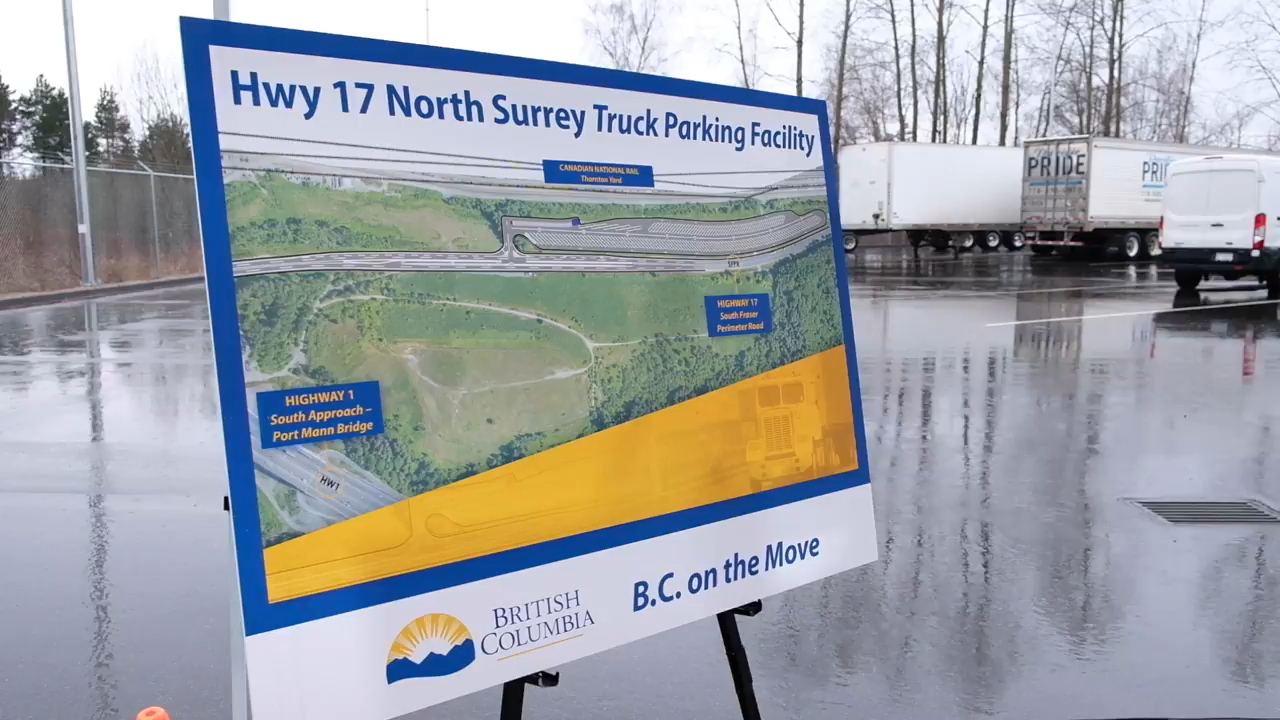 Hwy 17 North Surrey Truck Parking Facility
CANADIAN NATIONAL RAIL
Thornton Yard
SFPR
HIGHWAY 17
South Fraser
Perimeter Road
HIGHWAY 1
South Approach –
Port Mann Bridge
HW1
B.C. on the Move
BRITISH
COLUMBIA
PRIDE
PRI